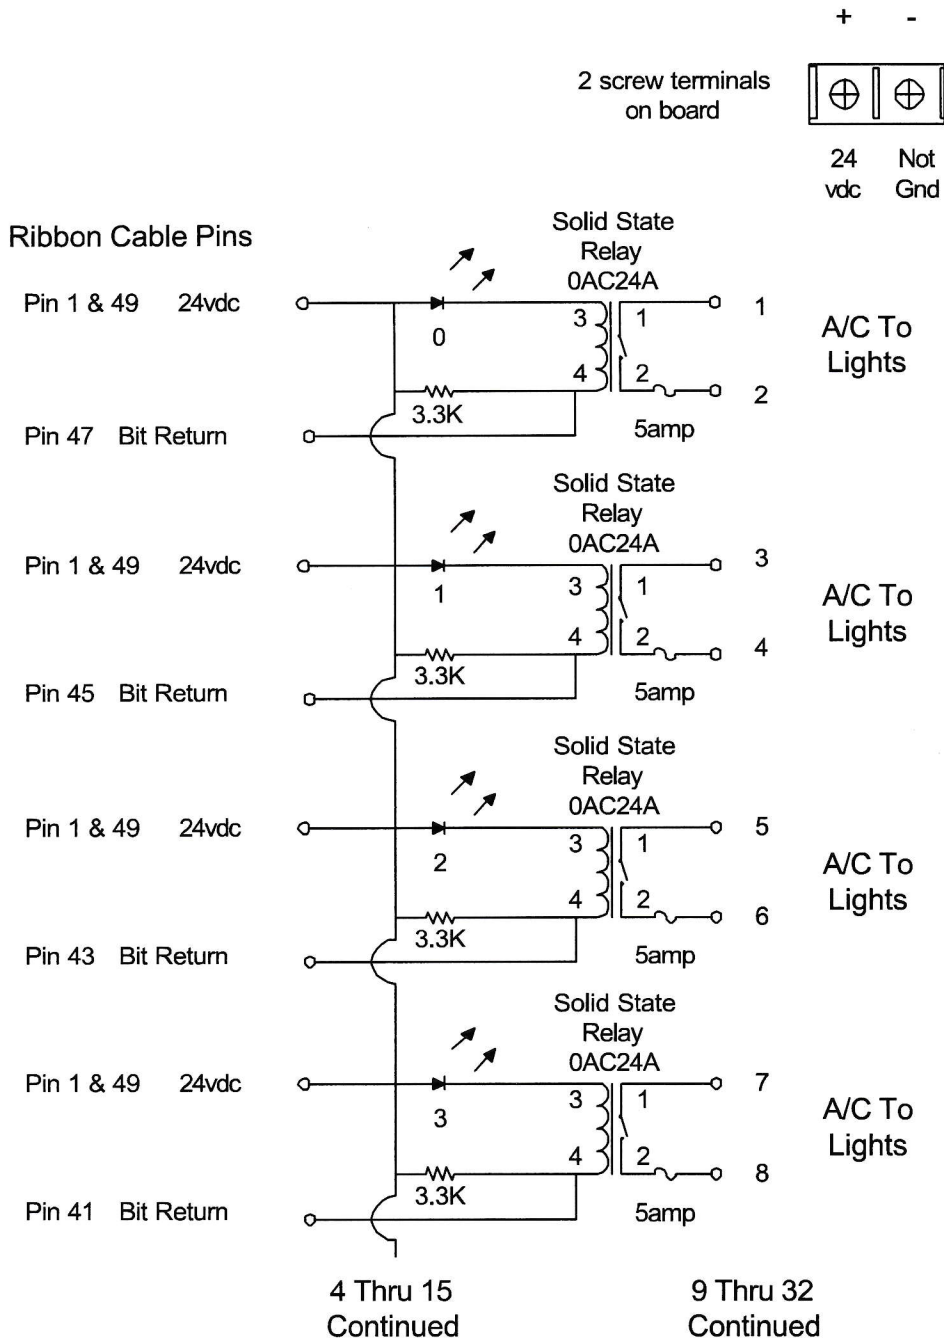 + -
2 screw terminals
on board
24 Not
vdc Gnd
Ribbon Cable Pins
Solid State
Relay
0AC24A
Pin 1 & 49 24vdc
0
3 1
1
A/C To
Lights
4 2
2
3.3K
5amp
Pin 47 Bit Return
Solid State
Relay
0AC24A
Pin 1 & 49 24vdc
1
3 1
3
A/C To
Lights
4 2
4
3.3K
5amp
Pin 45 Bit Return
Solid State
Relay
0AC24A
Pin 1 & 49 24vdc
2
3 1
5
A/C To
Lights
4 2
6
3.3K
5amp
Pin 43 Bit Return
Solid State
Relay
0AC24A
Pin 1 & 49 24vdc
3
3 1
7
A/C To
Lights
4 2
8
3.3K
5amp
Pin 41 Bit Return
4 Thru 15
Continued
9 Thru 32
Continued